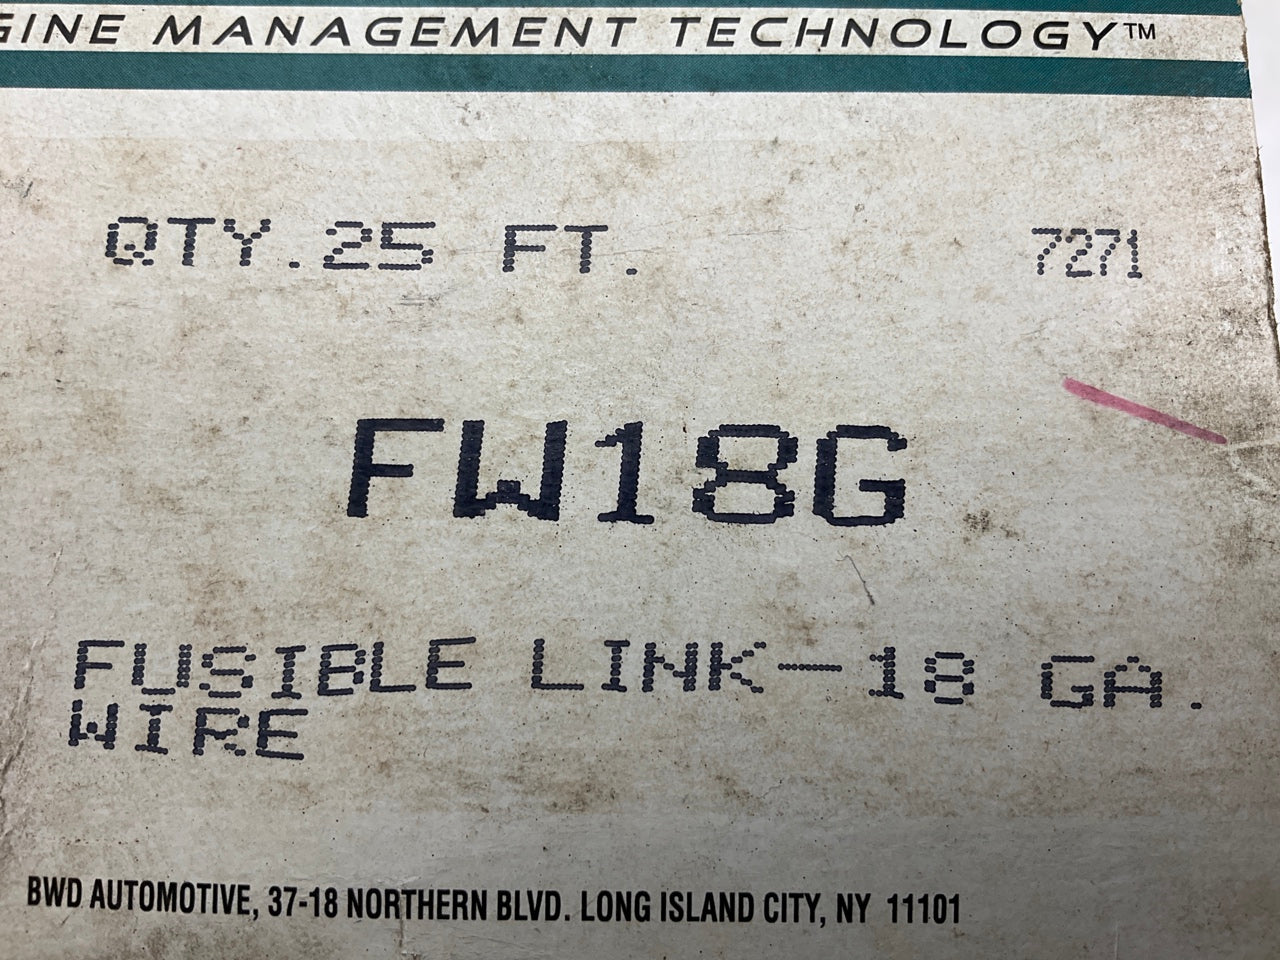 GINE MANAGEMENT TECHNOLOGY™
QTY.25 FT. 7271
FW18G
FUSIBLE LINK-18 GA.
WIRE
BWD AUTOMOTIVE, 37-18 NORTHERN BLVD. LONG ISLAND CITY, NY 11101